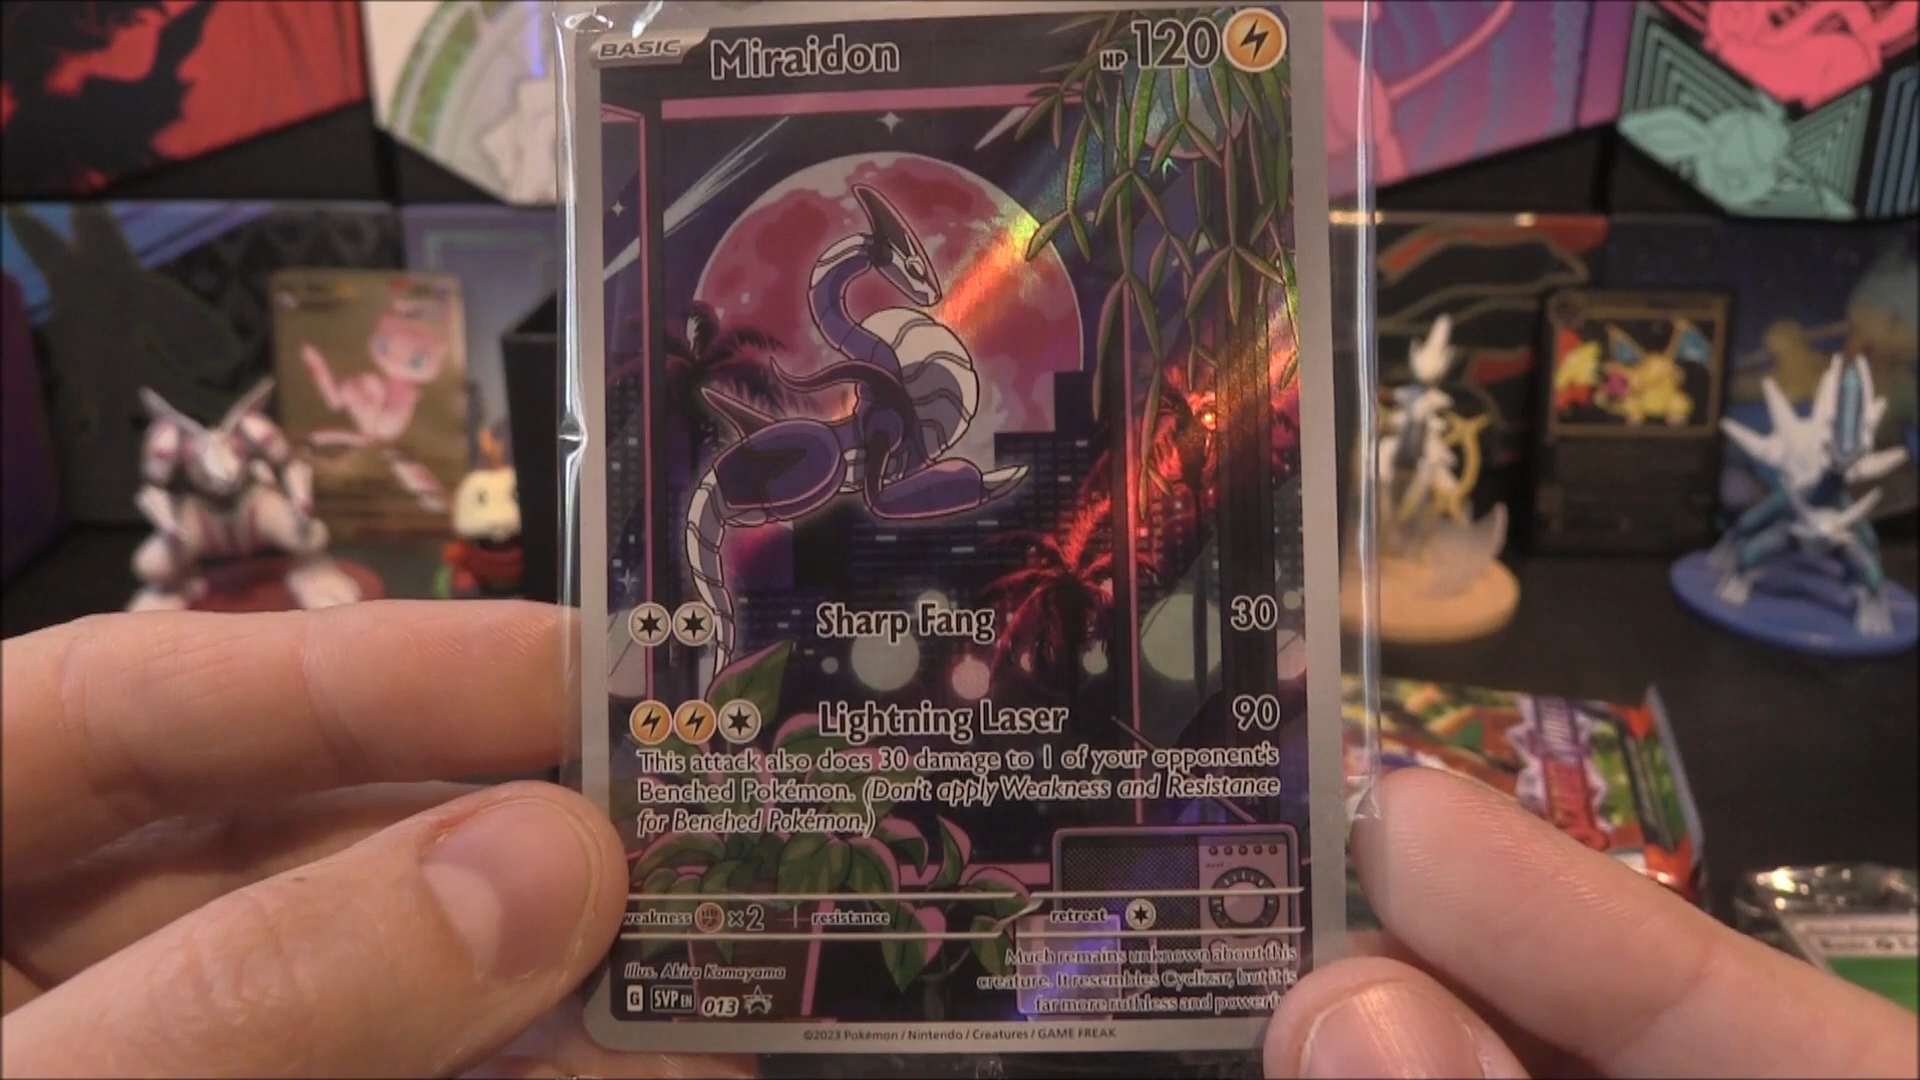 BASIC Miraidon HP 120
Sharp Fang 30
Lightning Laser 90
This attack also does 30 damage to 1 of your opponent's
Benched Pokémon. (Don't apply Weakness and Resistance
for Benched Pokémon.)
weakness ×2 resistance retreat
Illus. Akira Komayama
Much remains unknown about this
creature. It resembles Cyclizar, but it is
far more ruthless and powerf
G SVP EN 013
©2023 Pokémon / Nintendo / Creatures / GAME FREAK